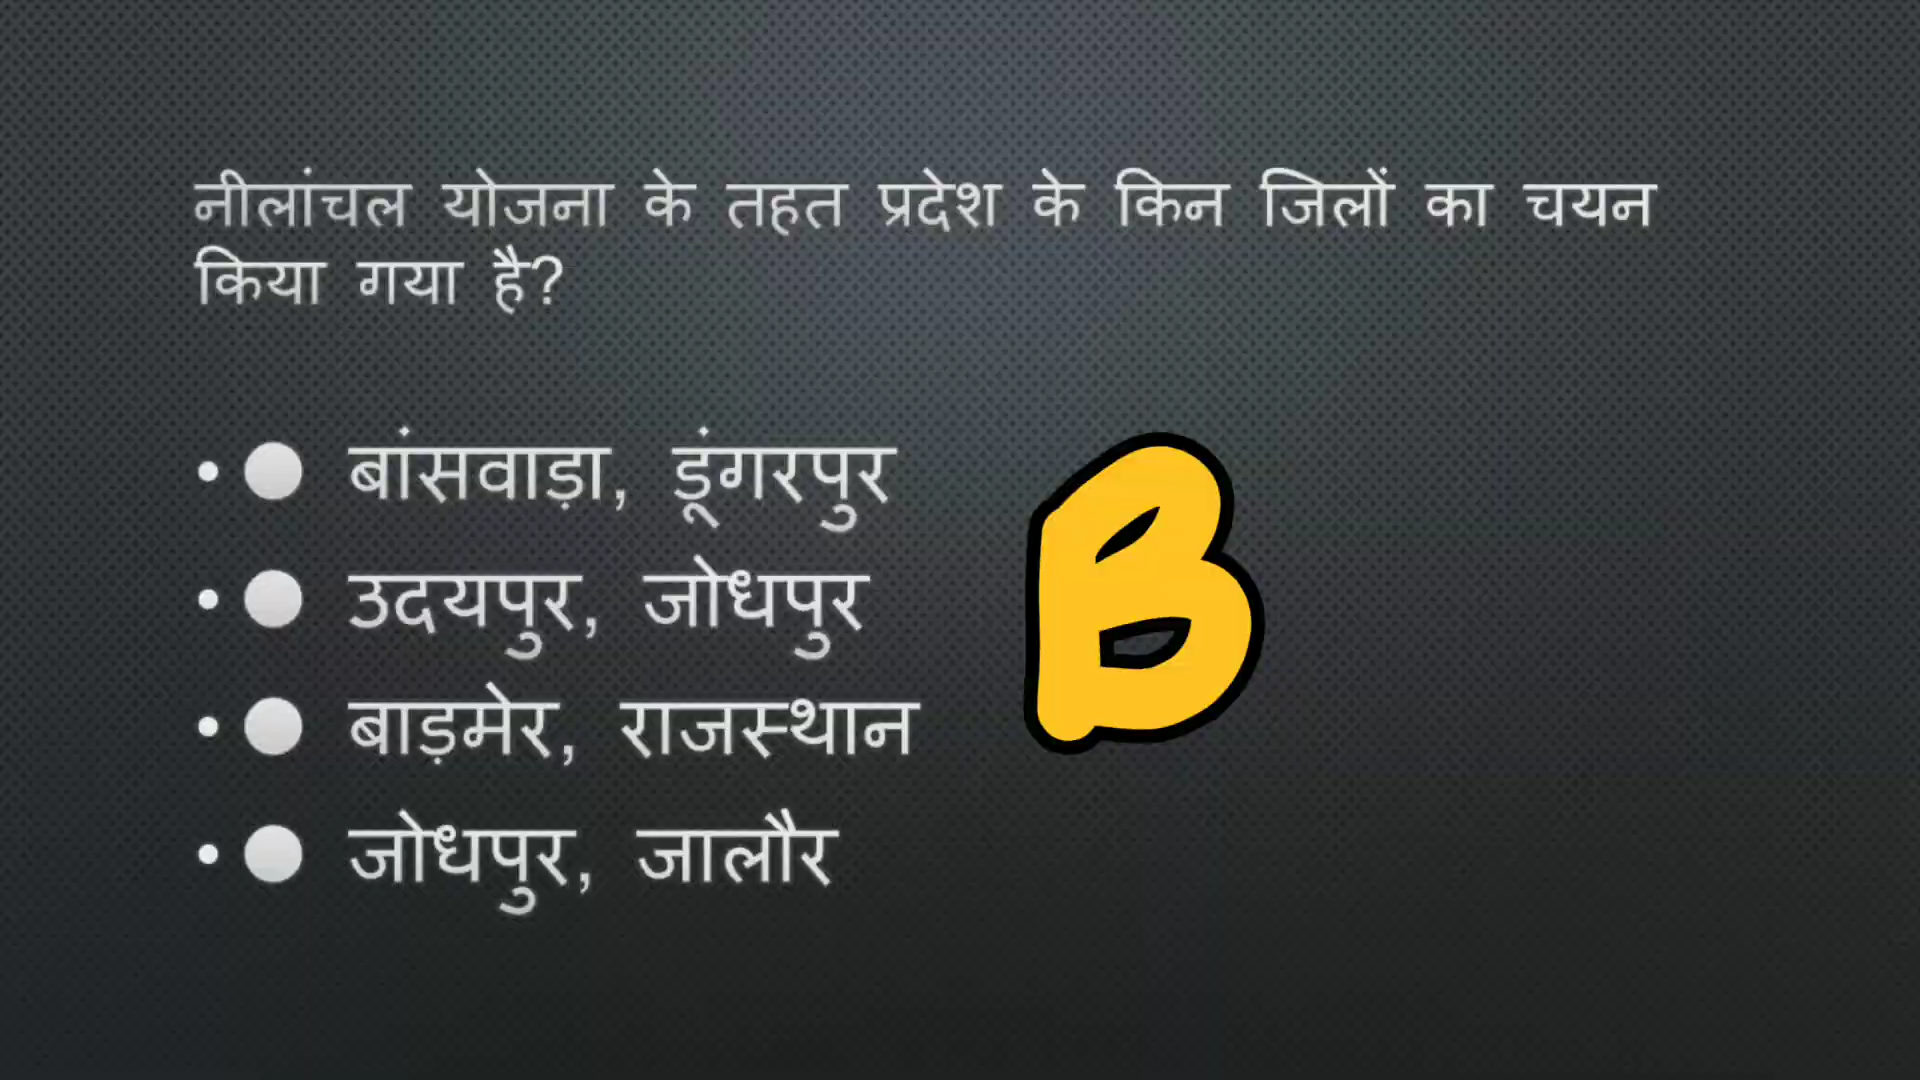 नीलांचल योजना के तहत प्रदेश के किन जिलों का चयन
किया गया है?
• ● बांसवाड़ा, डूंगरपुर
• ● उदयपुर, जोधपुर
• ● बाड़मेर, राजस्थान
• ● जोधपुर, जालौर
B